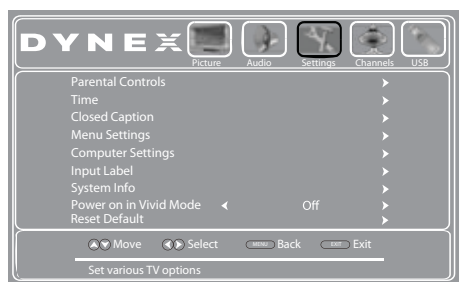 DYNEX
Picture Audio Settings Channels USB
Parental Controls
Time
Closed Caption
Menu Settings
Computer Settings
Input Label
System Info
Power on in Vivid Mode Off
Reset Default
Move Select MENU Back EXIT Exit
Set various TV options